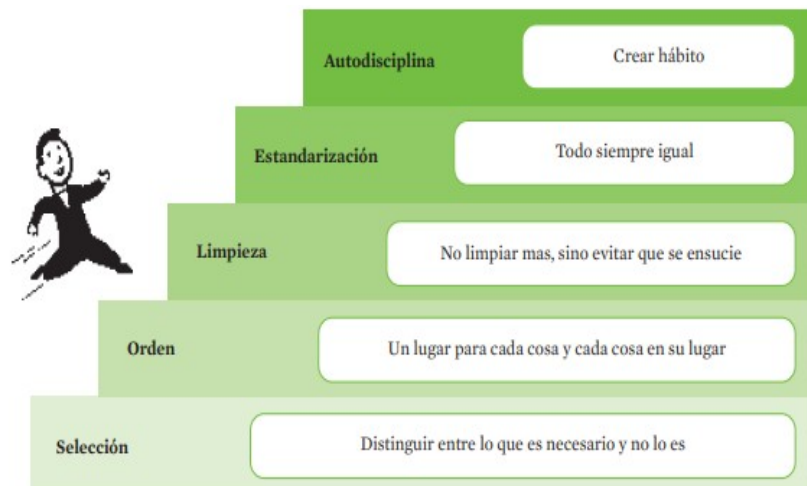 Autodisciplina
Crear hábito
Estandarización
Todo siempre igual
Limpieza
No limpiar mas, sino evitar que se ensucie
Orden
Un lugar para cada cosa y cada cosa en su lugar
Selección
Distinguir entre lo que es necesario y no lo es